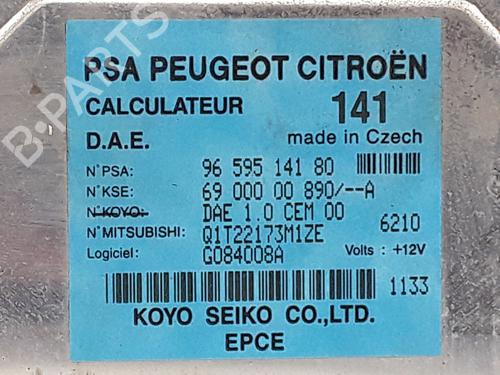 B-PARTS
PSA PEUGEOT CITROËN
CALCULATEUR 141
D.A.E. made in Czech
N°PSA: 96 595 141 80
N°KSE: 69 000 00 890/--A
N°KOYO: DAE 1.0 CEM 00
N°MITSUBISHI: Q1T22173M1ZE 6210
Logiciel: G084008A Volts : +12V
1133
KOYO SEIKO CO.,LTD.
EPCE